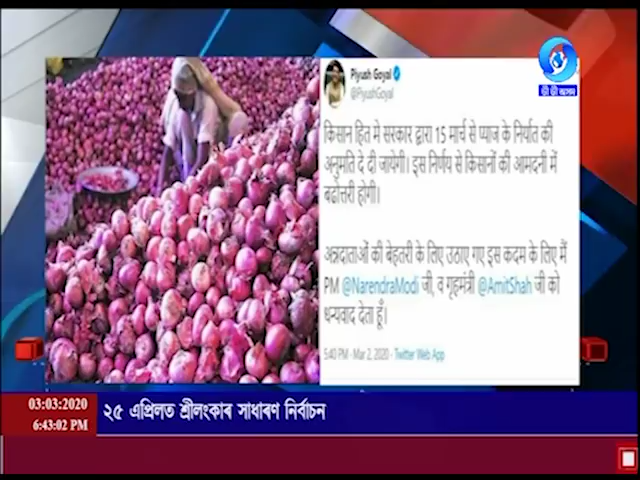 डी डी असम
Piyush Goyal
@PiyushGoyal
किसान हित मे सरकार द्वारा 15 मार्च से प्याज के निर्यात की
अनुमति दे दी जायेगी। इस निर्णय से किसानों की आमदनी में
बढोत्तरी होगी।
अन्नदाताओं की बेहतरी के लिए उठाए गए इस कदम के लिए मैं
PM @NarendraModi जी, व गृहमंत्री @AmitShah जी को
धन्यवाद देता हूँ।
5:40 PM - Mar 2, 2020 - Twitter Web App
03:03:2020
6:43:02 PM
২৫ এপ্ৰিলত শ্ৰীলংকাৰ সাধাৰণ নিৰ্বাচন